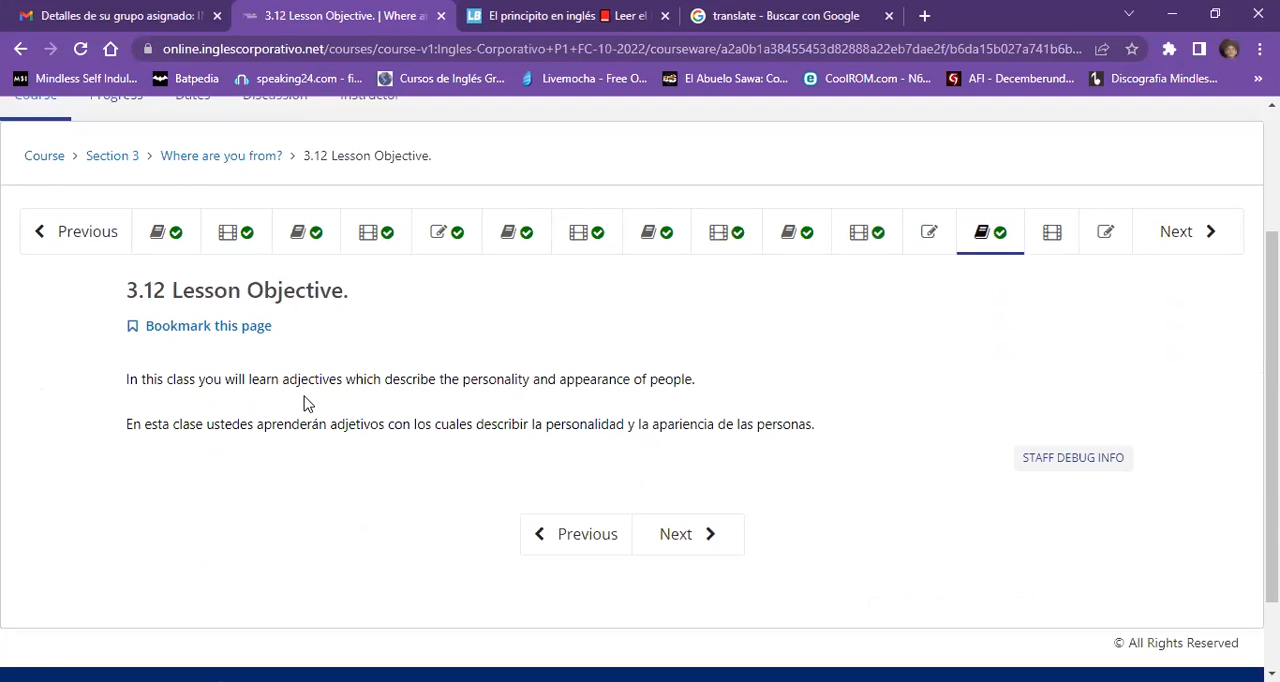 Detalles de su grupo asignado: I
3.12 Lesson Objective. | Where a
El principito en inglés 📕 Leer el l
translate - Buscar con Google
online.inglescorporativo.net/courses/course-v1:Ingles-Corporativo+P1+FC-10-2022/courseware/a2a0b1a38455453d82888a22eb7dae2f/b6da15b027a741b6b...
Mindless Self Indul...
Batpedia
speaking24.com - fi...
Cursos de Inglés Gr...
Livemocha - Free O...
El Abuelo Sawa: Co...
CoolROM.com - N6...
AFI - Decemberund...
Discografia Mindles...
»
Course Progress Dates Discussion Instructor
Course > Section 3 > Where are you from? > 3.12 Lesson Objective.
Previous
Next
3.12 Lesson Objective.
Bookmark this page
In this class you will learn adjectives which describe the personality and appearance of people.
En esta clase ustedes aprenderán adjetivos con los cuales describir la personalidad y la apariencia de las personas.
STAFF DEBUG INFO
Previous Next
© All Rights Reserved